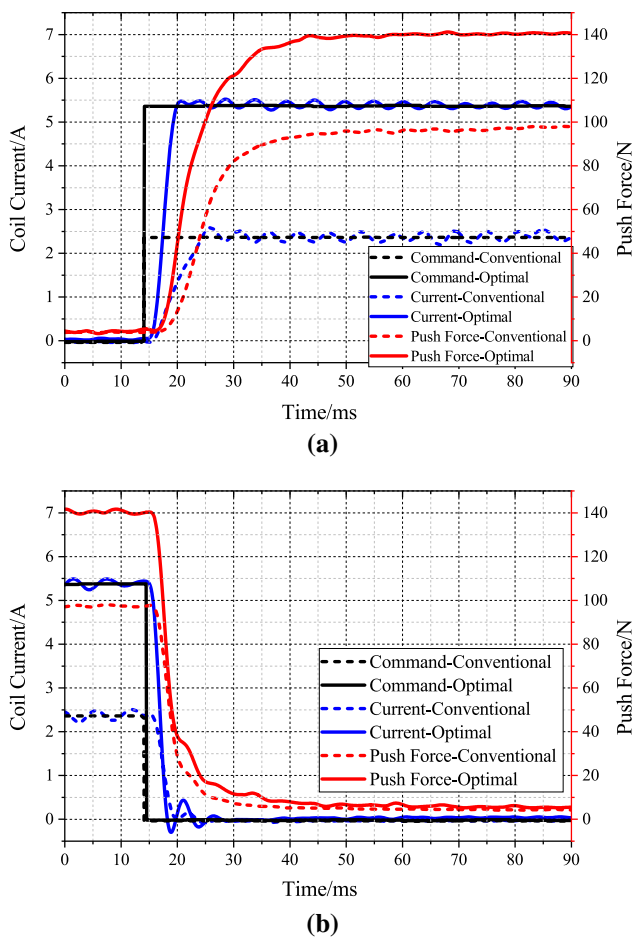 7
6
5
4
3
2
1
0
Coil Current/A
140
120
100
80
60
40
20
0
Push Force/N
Command-Conventional
Command-Optimal
Current-Conventional
Current-Optimal
Push Force-Conventional
Push Force-Optimal
0 10 20 30 40 50 60 70 80 90
Time/ms
(a)
7
6
5
4
3
2
1
0
Coil Current/A
140
120
100
80
60
40
20
0
Push Force/N
Command-Conventional
Command-Optimal
Current-Conventional
Current-Optimal
Push Force-Conventional
Push Force-Optimal
0 10 20 30 40 50 60 70 80 90
Time/ms
(b)